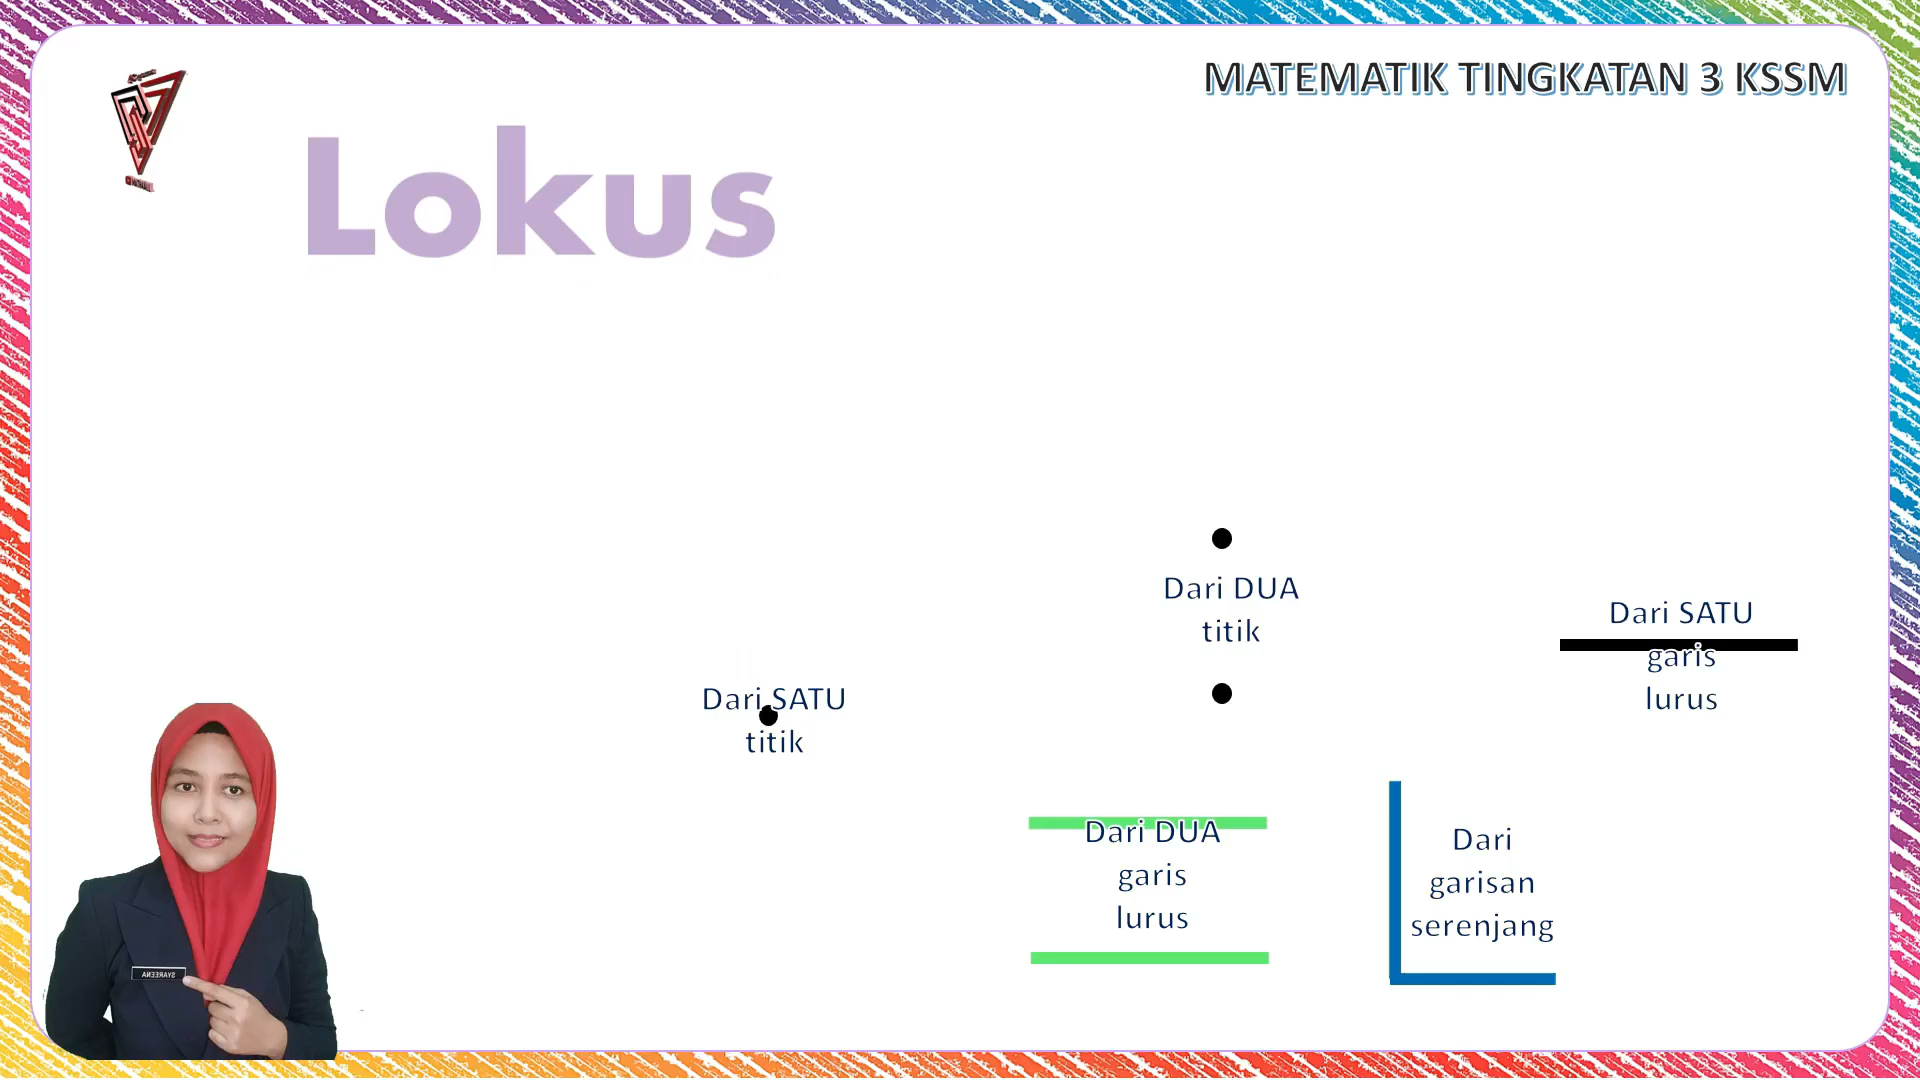 MATEMATIK TINGKATAN 3 KSSM
Lokus
Dari DUA
titik
Dari SATU
garis
lurus
Dari SATU
titik
Dari DUA
garis
lurus
Dari
garisan
serenjang
SYAREENA